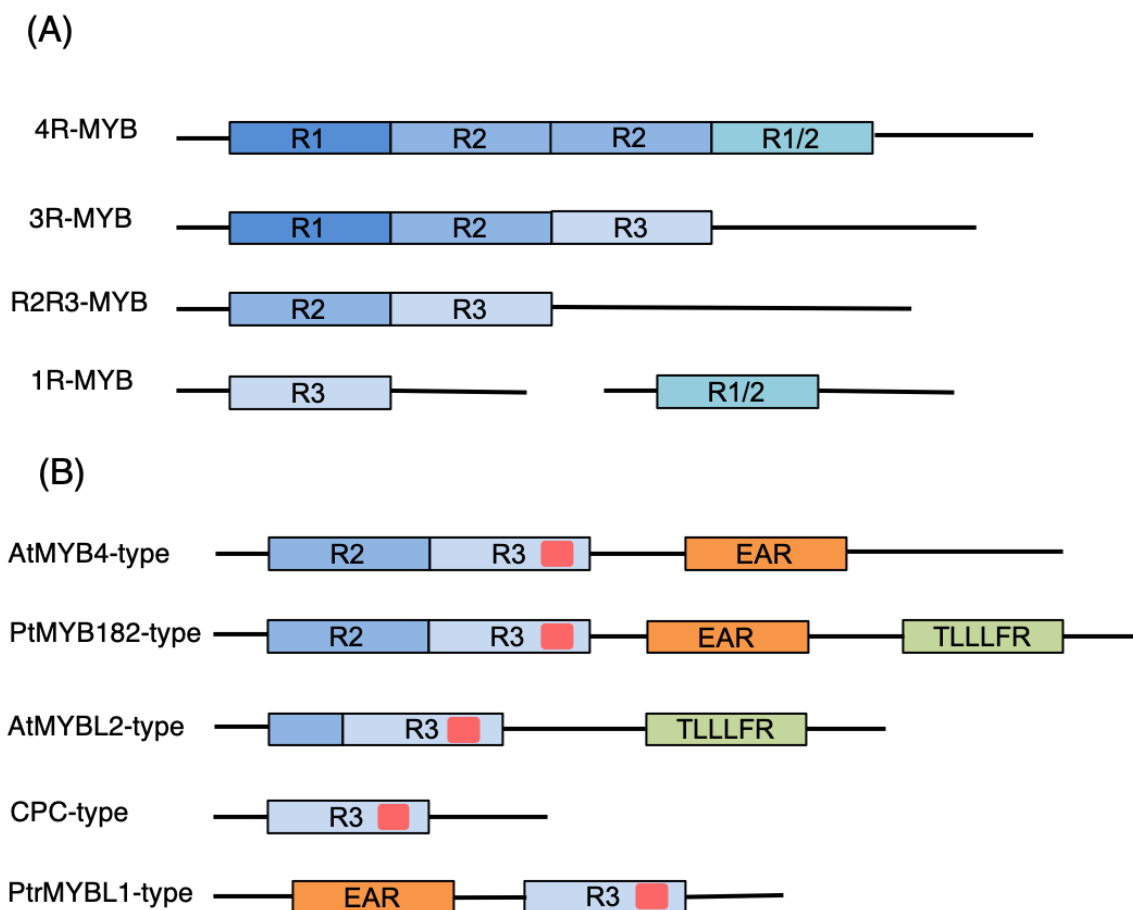 (A)
4R-MYB R1 R2 R2 R1/2
3R-MYB R1 R2 R3
R2R3-MYB R2 R3
1R-MYB R3 R1/2
(B)
AtMYB4-type R2 R3 EAR
PtMYB182-type R2 R3 EAR TLLLFR
AtMYBL2-type R3 TLLLFR
CPC-type R3
PtrMYBL1-type EAR R3